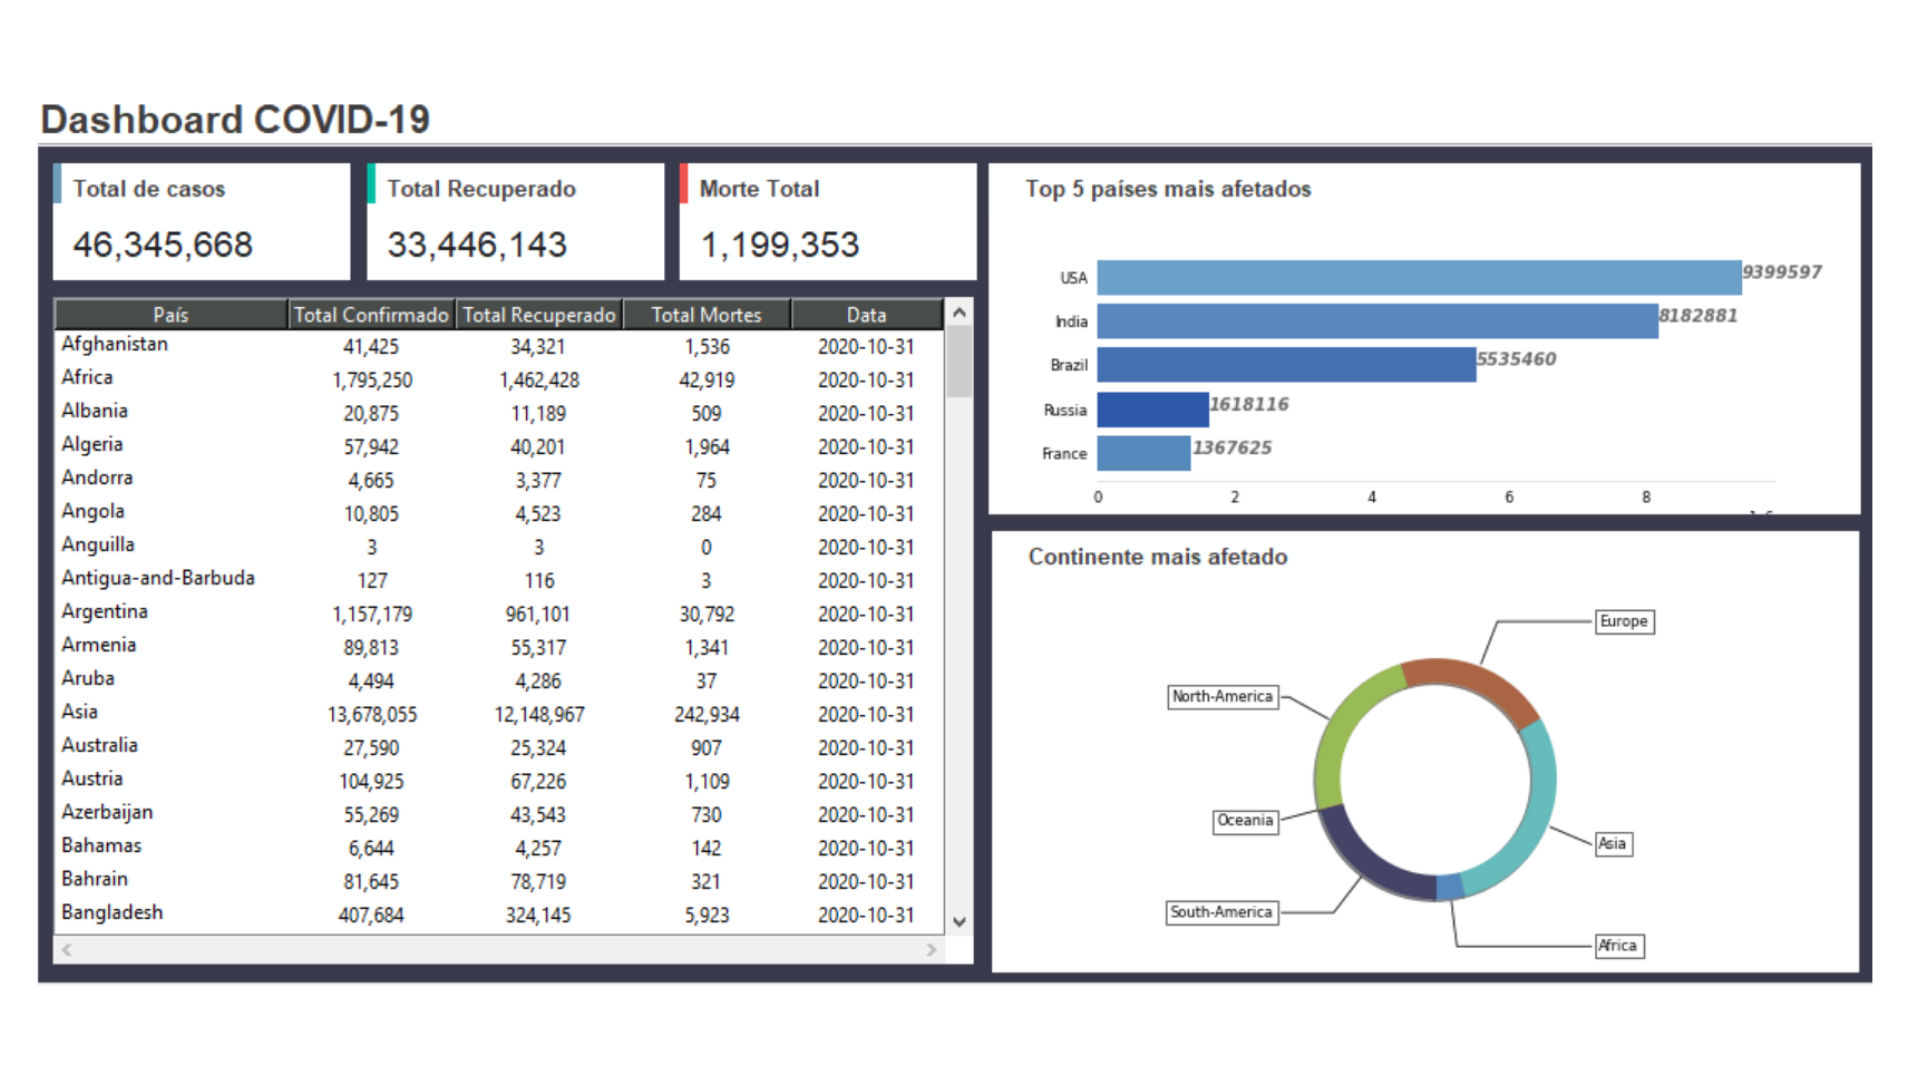 Dashboard COVID-19
Total de casos
46,345,668
Total Recuperado
33,446,143
Morte Total
1,199,353
País Total Confirmado Total Recuperado Total Mortes Data
Afghanistan 41,425 34,321 1,536 2020-10-31
Africa 1,795,250 1,462,428 42,919 2020-10-31
Albania 20,875 11,189 509 2020-10-31
Algeria 57,942 40,201 1,964 2020-10-31
Andorra 4,665 3,377 75 2020-10-31
Angola 10,805 4,523 284 2020-10-31
Anguilla 3 3 0 2020-10-31
Antigua-and-Barbuda 127 116 3 2020-10-31
Argentina 1,157,179 961,101 30,792 2020-10-31
Armenia 89,813 55,317 1,341 2020-10-31
Aruba 4,494 4,286 37 2020-10-31
Asia 13,678,055 12,148,967 242,934 2020-10-31
Australia 27,590 25,324 907 2020-10-31
Austria 104,925 67,226 1,109 2020-10-31
Azerbaijan 55,269 43,543 730 2020-10-31
Bahamas 6,644 4,257 142 2020-10-31
Bahrain 81,645 78,719 321 2020-10-31
Bangladesh 407,684 324,145 5,923 2020-10-31
Top 5 países mais afetados
USA 9399597
India 8182881
Brazil 5535460
Russia 1618116
France 1367625
0 2 4 6 8
Continente mais afetado
Europe
North-America
Oceania
Asia
South-America
Africa